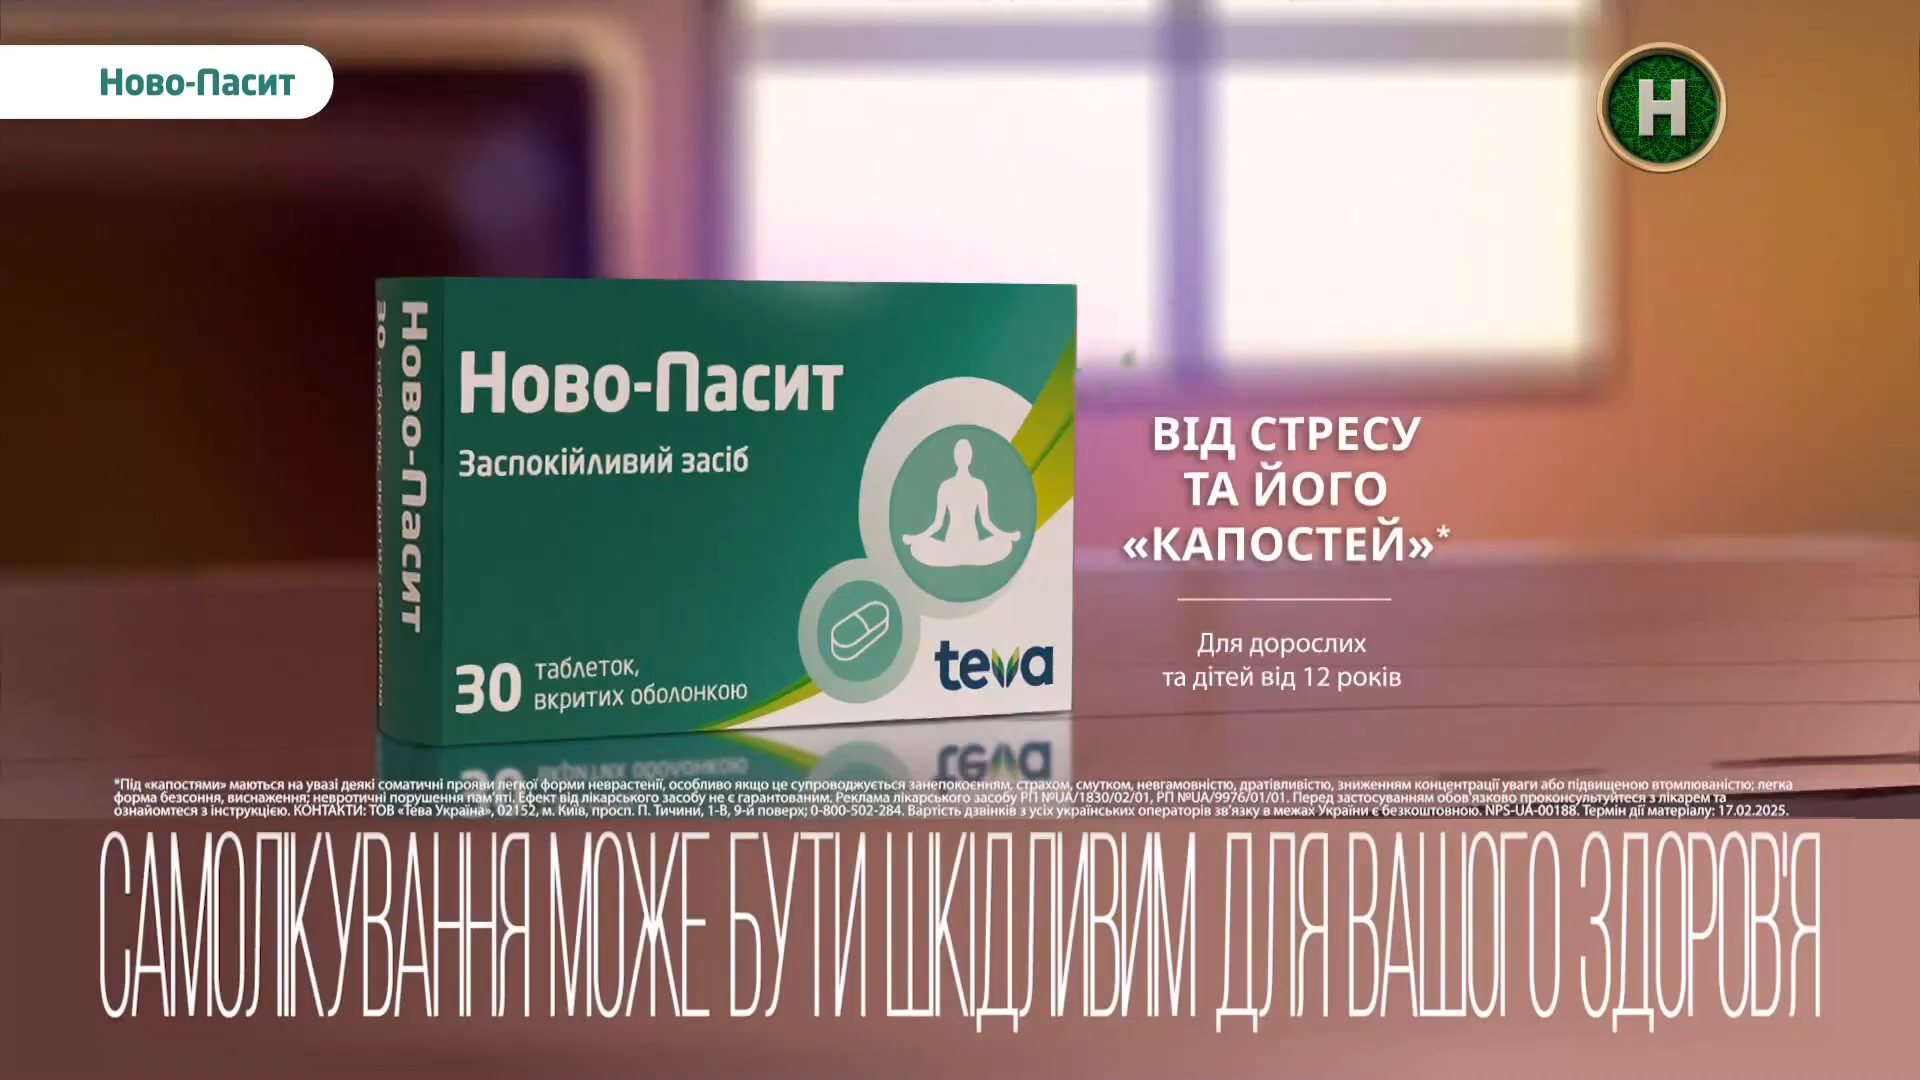 Ново-Пасит
Н
Ново-Пасит
30 таблеток, вкритих оболонкою
Ново-Пасит
Заспокійливий засіб
30 таблеток,
вкритих оболонкою
teva
ВІД СТРЕСУ
ТА ЙОГО
«КАПОСТЕЙ»*
Для дорослих
та дітей від 12 років
*Під «капостями» маються на увазі деякі соматичні прояви легкої форми неврастенії, особливо якщо це супроводжується занепокоєнням, страхом, смутком, невгамовністю, дратівливістю, зниженням концентрації уваги або підвищеною втомлюваністю; легка
форма безсоння, виснаження; невротичні порушення пам'яті. Ефект від лікарського засобу не є гарантованим. Реклама лікарського засобу РП №UA/1830/02/01, РП №UA/9976/01/01. Перед застосуванням обов'язково проконсультуйтеся з лікарем та
ознайомтеся з інструкцією. КОНТАКТИ: ТОВ «Тева Україна», 02152, м. Київ, просп. П. Тичини, 1-В, 9-й поверх; 0-800-502-284. Вартість дзвінків з усіх українських операторів зв'язку в межах України є безкоштовною. NPS-UA-00188. Термін дії матеріалу: 17.02.2025.
САМОЛІКУВАННЯ МОЖЕ БУТИ ШКІДЛИВИМ ДЛЯ ВАШОГО ЗДОРОВ'Я